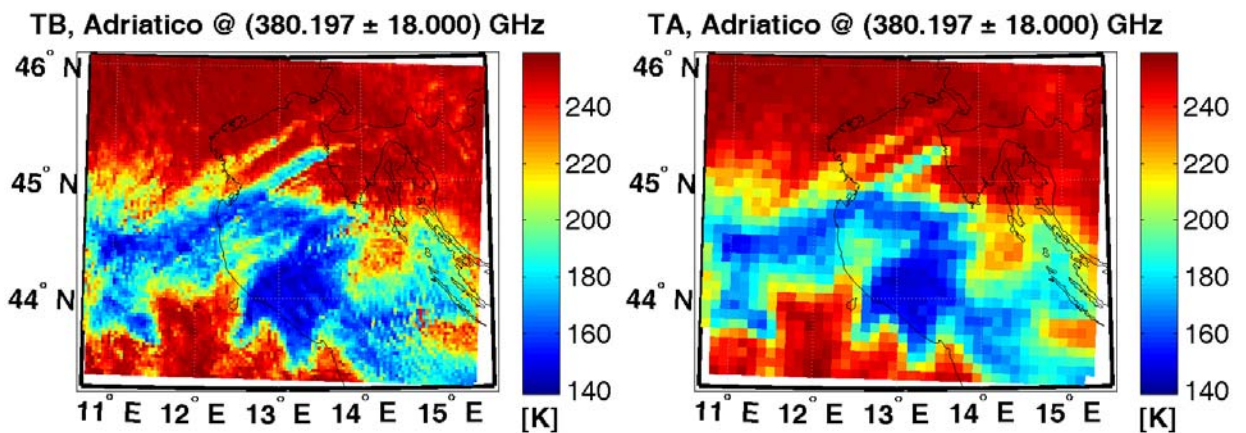 TB, Adriatico @ (380.197 ± 18.000) GHz
46° N
45° N
44° N
11° E 12° E 13° E 14° E 15° E
240
220
200
180
160
140
[K]
TA, Adriatico @ (380.197 ± 18.000) GHz
46° N
45° N
44° N
11° E 12° E 13° E 14° E 15° E
240
220
200
180
160
140
[K]